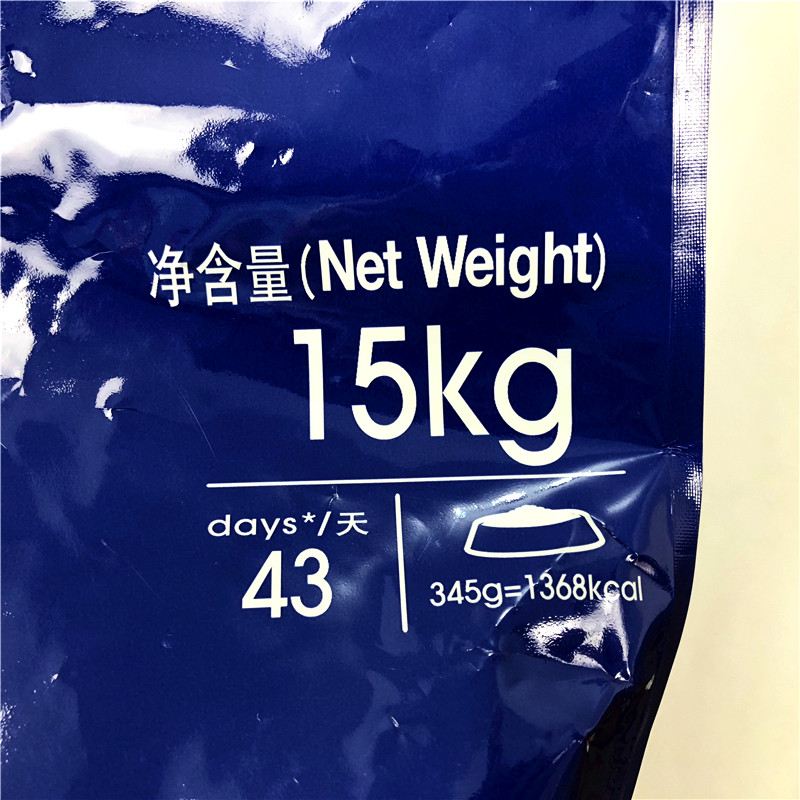 净含量(Net Weight)
15kg
days*/天
43
345g=1368kcal